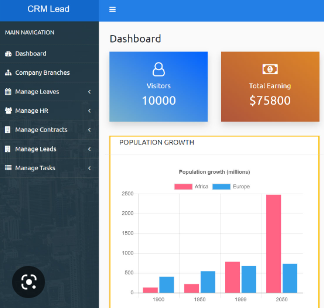 CRM Lead
MAIN NAVIGATION
Dashboard
Company Branches
Manage Leaves
Manage HR
Manage Contracts
Manage Leads
Manage Tasks
Dashboard
Visitors
10000
Total Earning
$75800
POPULATION GROWTH
Population growth (millions)
Africa Europe
2500
2000
1500
1000
500
0
1900 1950 1999 2050